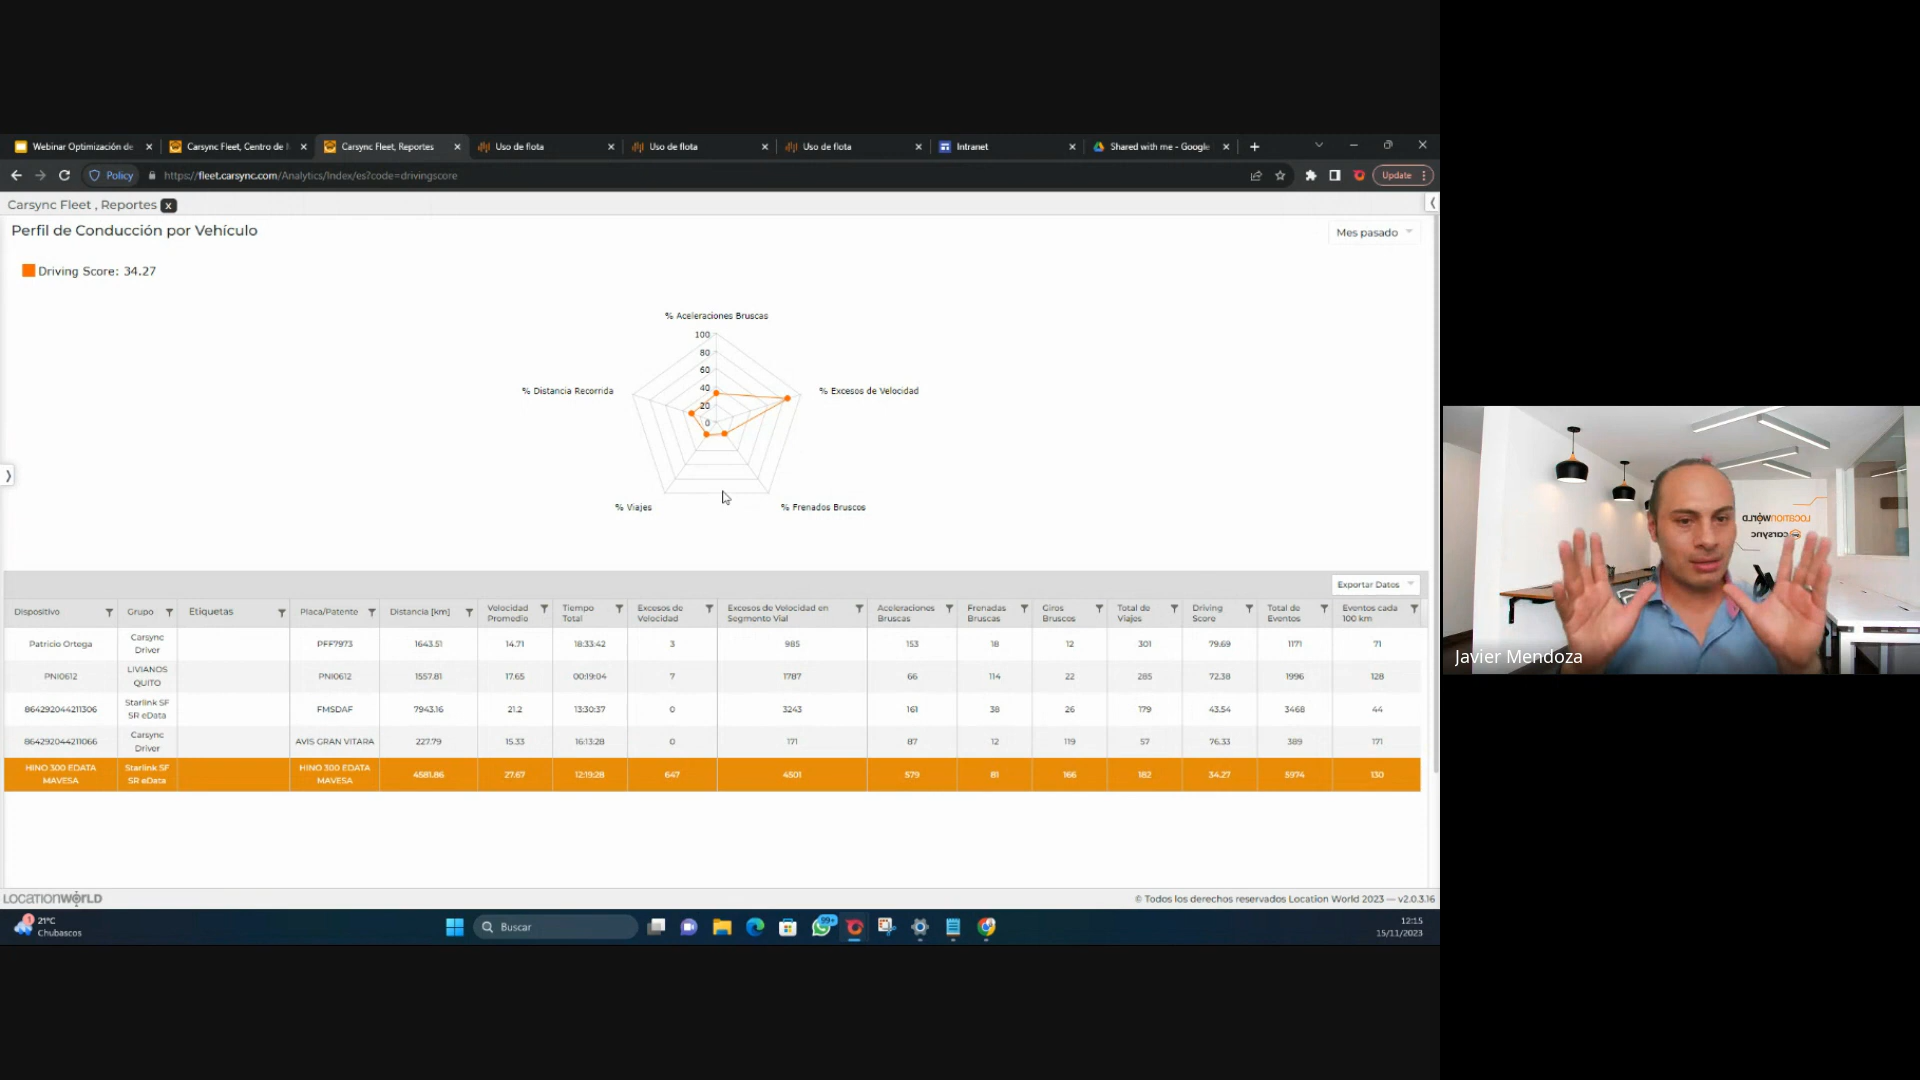 Webinar Optimización de
Carsync Fleet, Centro de
Carsync Fleet, Reportes
Uso de flota
Uso de flota
Uso de flota
Intranet
Shared with me - Google
Policy
https://fleet.carsync.com/Analytics/Index/es?code=drivingscore
Update
Carsync Fleet , Reportes x
Perfil de Conducción por Vehículo
Mes pasado
Driving Score: 34.27
% Aceleraciones Bruscas
100
80
60
40
20
0
% Distancia Recorrida
% Excesos de Velocidad
% Viajes
% Frenados Bruscos
Exportar Datos
Dispositivo Grupo Etiquetas Placa/Patente Distancia [km] Velocidad Promedio Tiempo Total Excesos de Velocidad Excesos de Velocidad en Segmento Vial Aceleraciones Bruscas Frenadas Bruscas Giros Bruscos Total de Viajes Driving Score Total de Eventos Eventos cada 100 km
Patricio Ortega Carsync Driver PFF7973 1643.51 14.71 18:33:42 3 985 153 18 12 301 79.69 1171 71
PNI0612 LIVIANOS QUITO PNI0612 1557.81 17.65 00:19:04 7 1787 66 114 22 285 72.38 1996 128
864292044211306 Starlink SF SR eData FMSDAF 7943.16 21.2 13:30:37 0 3243 161 38 26 179 43.54 3468 44
864292044211066 Carsync Driver AVIS GRAN VITARA 227.79 15.33 16:13:28 0 171 87 12 119 57 76.33 389 171
HINO 300 EDATA MAVESA Starlink SF SR eData HINO 300 EDATA MAVESA 4581.86 27.67 12:19:28 647 4501 579 81 166 182 34.27 5974 130
LOCATIONWORLD
© Todos los derechos reservados Location World 2023 — v2.0.3.16
21°C
Chubascos
Buscar
99+
12:15
15/11/2023
LOCATIONWORLD
carsync
Javier Mendoza